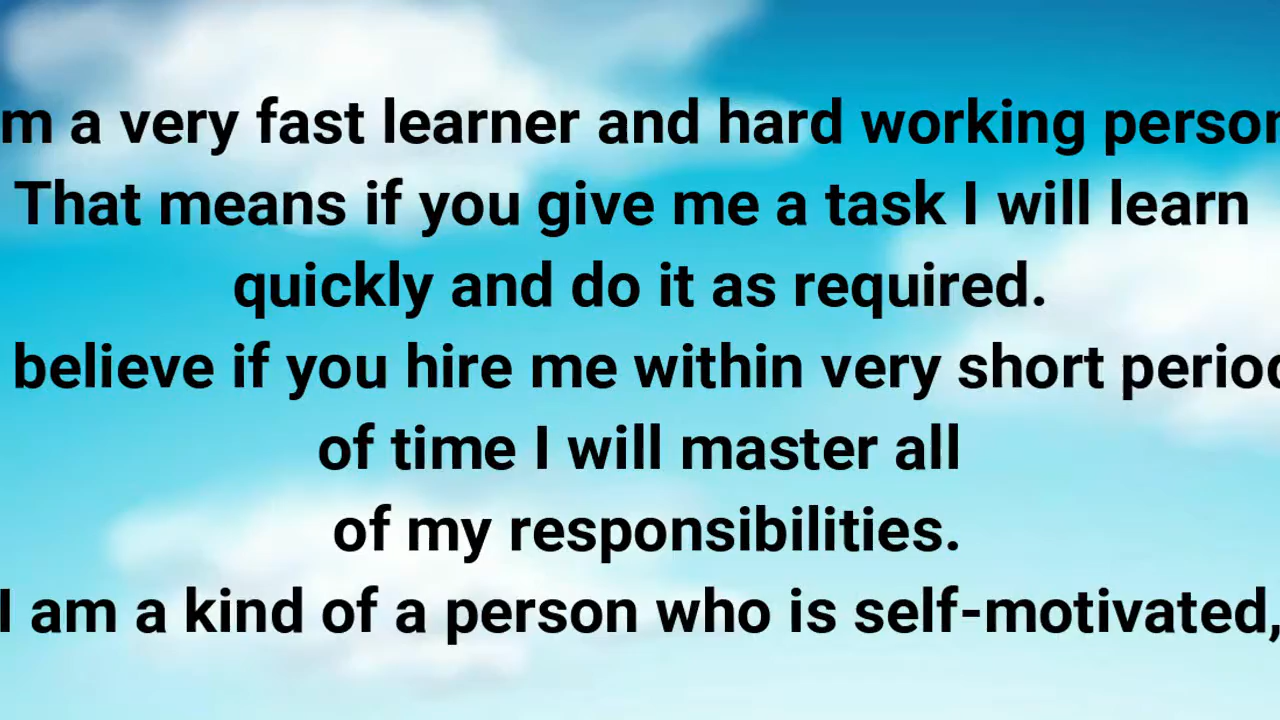 m a very fast learner and hard working person
That means if you give me a task I will learn
quickly and do it as required.
believe if you hire me within very short period
of time I will master all
of my responsibilities.
I am a kind of a person who is self-motivated,